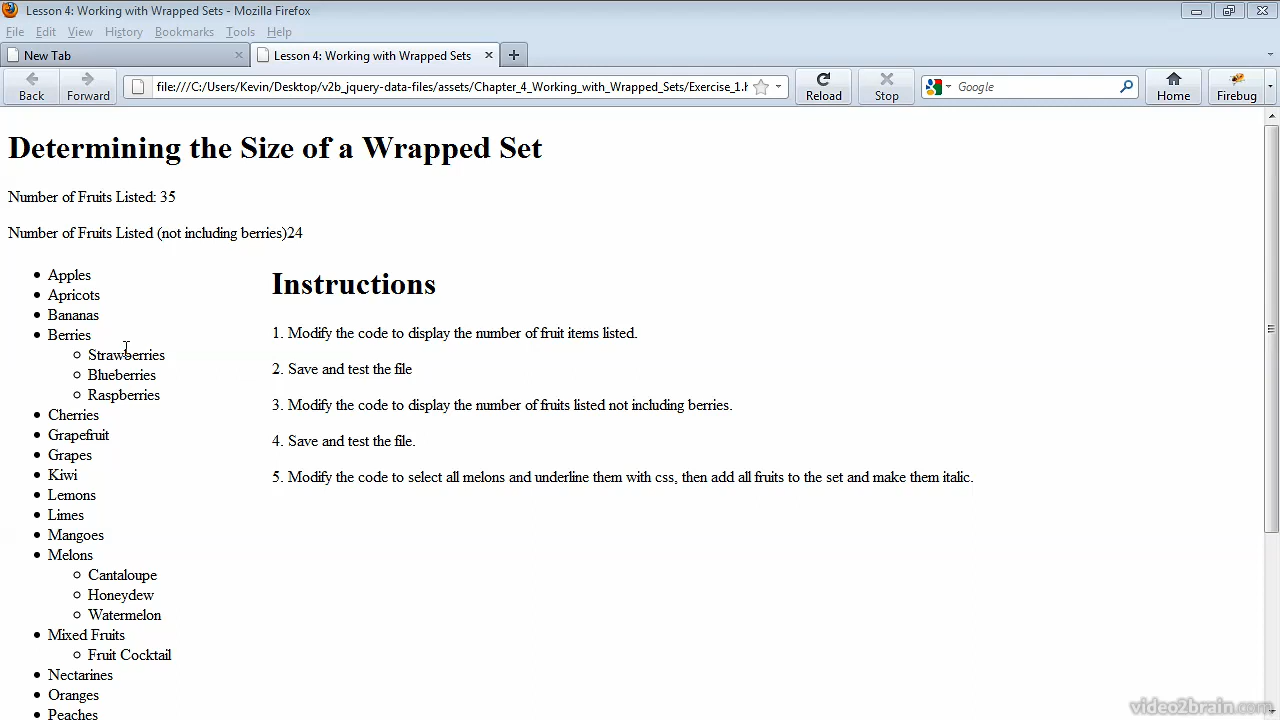 Lesson 4: Working with Wrapped Sets - Mozilla Firefox
File Edit View History Bookmarks Tools Help
New Tab
Lesson 4: Working with Wrapped Sets
Back Forward file:///C:/Users/Kevin/Desktop/v2b_jquery-data-files/assets/Chapter_4_Working_with_Wrapped_Sets/Exercise_1.h Reload Stop Google Home Firebug
Determining the Size of a Wrapped Set
Number of Fruits Listed: 35
Number of Fruits Listed (not including berries)24
Apples
Apricots
Bananas
Berries
Strawberries
Blueberries
Raspberries
Cherries
Grapefruit
Grapes
Kiwi
Lemons
Limes
Mangoes
Melons
Cantaloupe
Honeydew
Watermelon
Mixed Fruits
Fruit Cocktail
Nectarines
Oranges
Peaches
Instructions
1. Modify the code to display the number of fruit items listed.
2. Save and test the file
3. Modify the code to display the number of fruits listed not including berries.
4. Save and test the file.
5. Modify the code to select all melons and underline them with css, then add all fruits to the set and make them italic.
video2brain.com